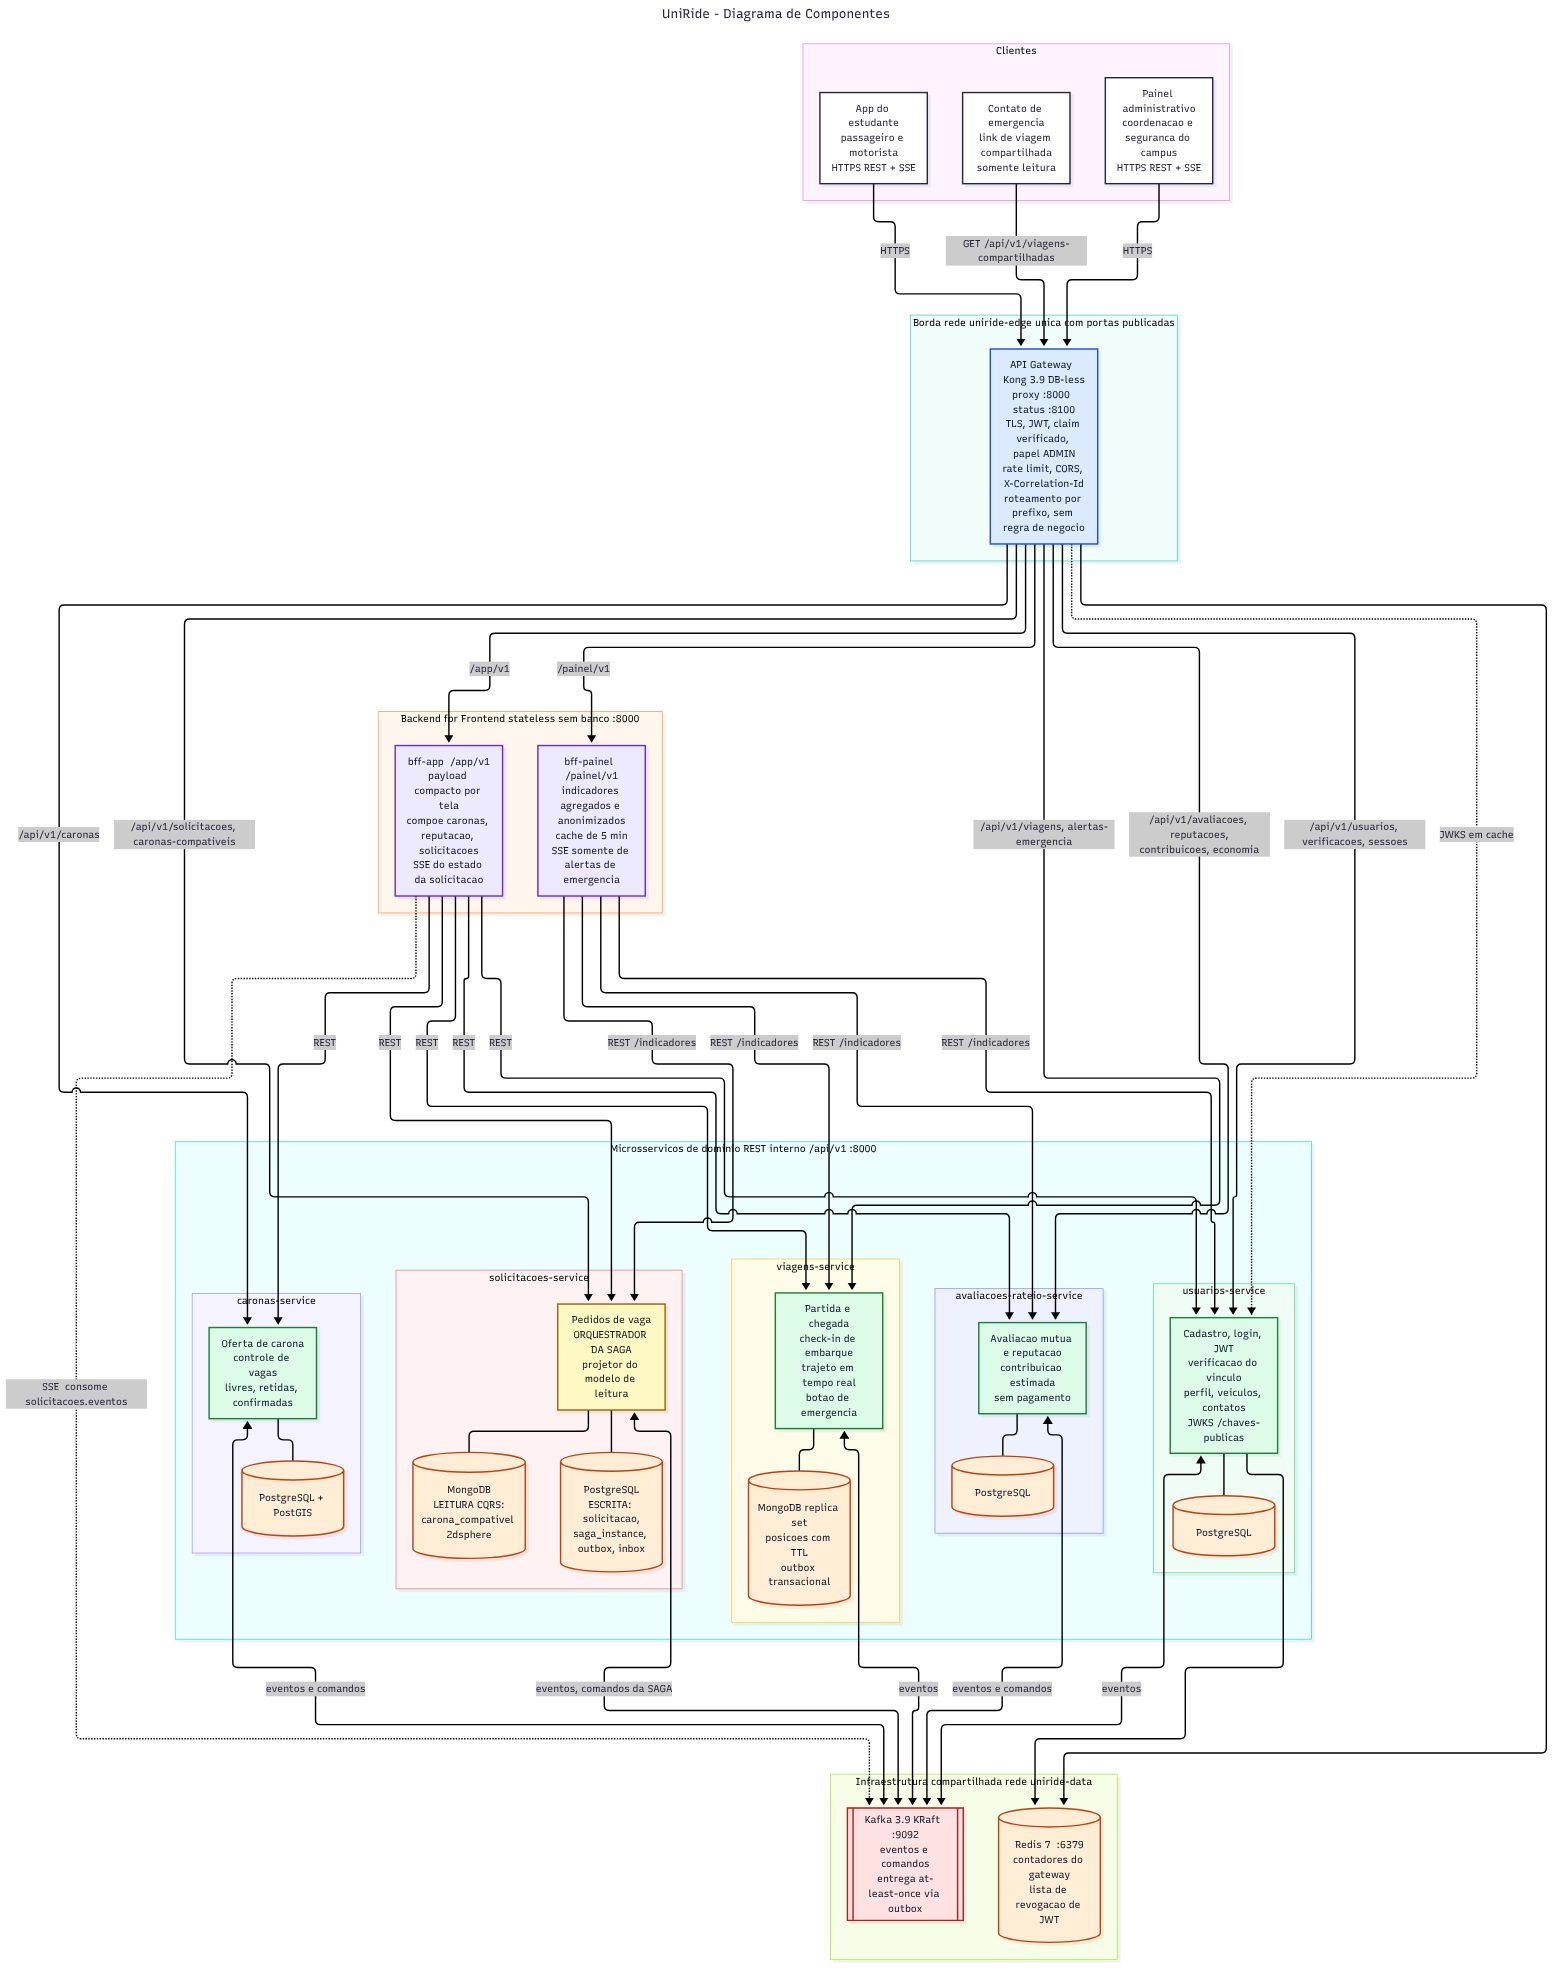 UniRide - Diagrama de Componentes
Clientes
App do
estudante
passageiro e
motorista
HTTPS REST + SSE
Contato de
emergencia
link de viagem
compartilhada
somente leitura
Painel
administrativo
coordenacao e
seguranca do
campus
HTTPS REST + SSE
HTTPS
GET /api/v1/viagens-
compartilhadas
HTTPS
Borda rede uniride-edge unica com portas publicadas
API Gateway
Kong 3.9 DB-less
proxy :8000
status :8100
TLS, JWT, claim
verificado,
papel ADMIN
rate limit, CORS,
X-Correlation-Id
roteamento por
prefixo, sem
regra de negocio
/app/v1
/painel/v1
Backend for Frontend stateless sem banco :8000
bff-app /app/v1
payload
compacto por
tela
compoe caronas,
reputacao,
solicitacoes
SSE do estado
da solicitacao
bff-painel
/painel/v1
indicadores
agregados e
anonimizados
cache de 5 min
SSE somente de
alertas de
emergencia
/api/v1/caronas
/api/v1/solicitacoes,
caronas-compativeis
/api/v1/viagens, alertas-
emergencia
/api/v1/avaliacoes,
reputacoes,
contribuicoes, economia
/api/v1/usuarios,
verificacoes, sessoes
JWKS em cache
REST
REST
REST
REST
REST
REST /indicadores
REST /indicadores
REST /indicadores
REST /indicadores
Microsservicos de dominio REST interno /api/v1 :8000
caronas-service
Oferta de carona
controle de
vagas
livres, retidas,
confirmadas
PostgreSQL +
PostGIS
solicitacoes-service
Pedidos de vaga
ORQUESTRADOR
DA SAGA
projetor do
modelo de
leitura
MongoDB
LEITURA CQRS:
carona_compativel
2dsphere
PostgreSQL
ESCRITA:
solicitacao,
saga_instance,
outbox, inbox
viagens-service
Partida e
chegada
check-in de
embarque
trajeto em
tempo real
botao de
emergencia
MongoDB replica
set
posicoes com
TTL
outbox
transacional
avaliacoes-rateio-service
Avaliacao mutua
e reputacao
contribuicao
estimada
sem pagamento
PostgreSQL
usuarios-service
Cadastro, login,
JWT
verificacao do
vinculo
perfil, veiculos,
contatos
JWKS /chaves-
publicas
PostgreSQL
SSE consome
solicitacoes.eventos
eventos e comandos
eventos, comandos da SAGA
eventos
eventos e comandos
eventos
Infraestrutura compartilhada rede uniride-data
Kafka 3.9 KRaft
:9092
eventos e
comandos
entrega at-
least-once via
outbox
Redis 7 :6379
contadores do
gateway
lista de
revogacao de
JWT